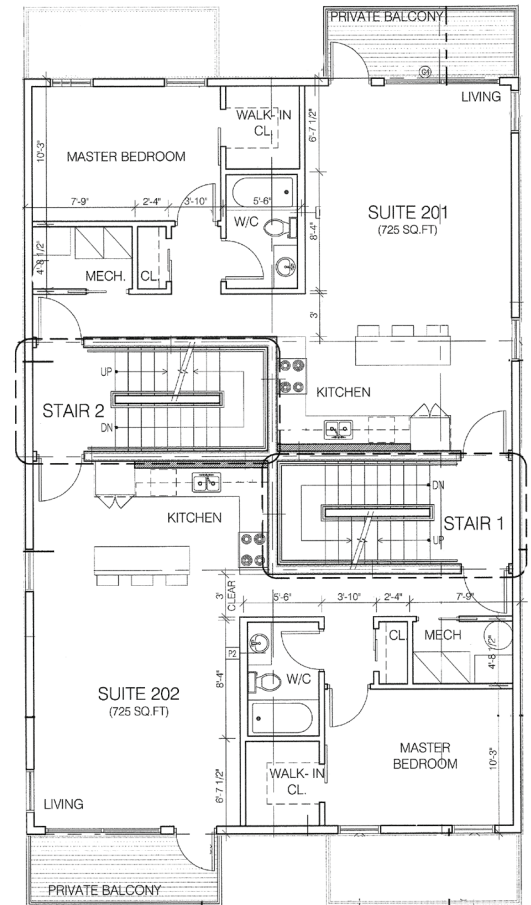 PRIVATE BALCONY
G1
LIVING
WALK- IN
CL.
6'-7 1/2"
10'-3"
MASTER BEDROOM
7'-9"
2'-4"
3'-10"
5'-6"
W/C
SUITE 201
(725 SQ.FT)
8'-4"
4'-8 1/2"
MECH.
CL.
3'
UP
STAIR 2
DN
KITCHEN
KITCHEN
DN
STAIR 1
UP
3'
CLEAR
5'-6"
3'-10"
2'-4"
7'-9"
CL.
MECH
4'-8 1/2"
P2
W/C
8'-4"
SUITE 202
(725 SQ.FT)
MASTER
BEDROOM
10'-3"
WALK- IN
CL.
6'-7 1/2"
LIVING
PRIVATE BALCONY